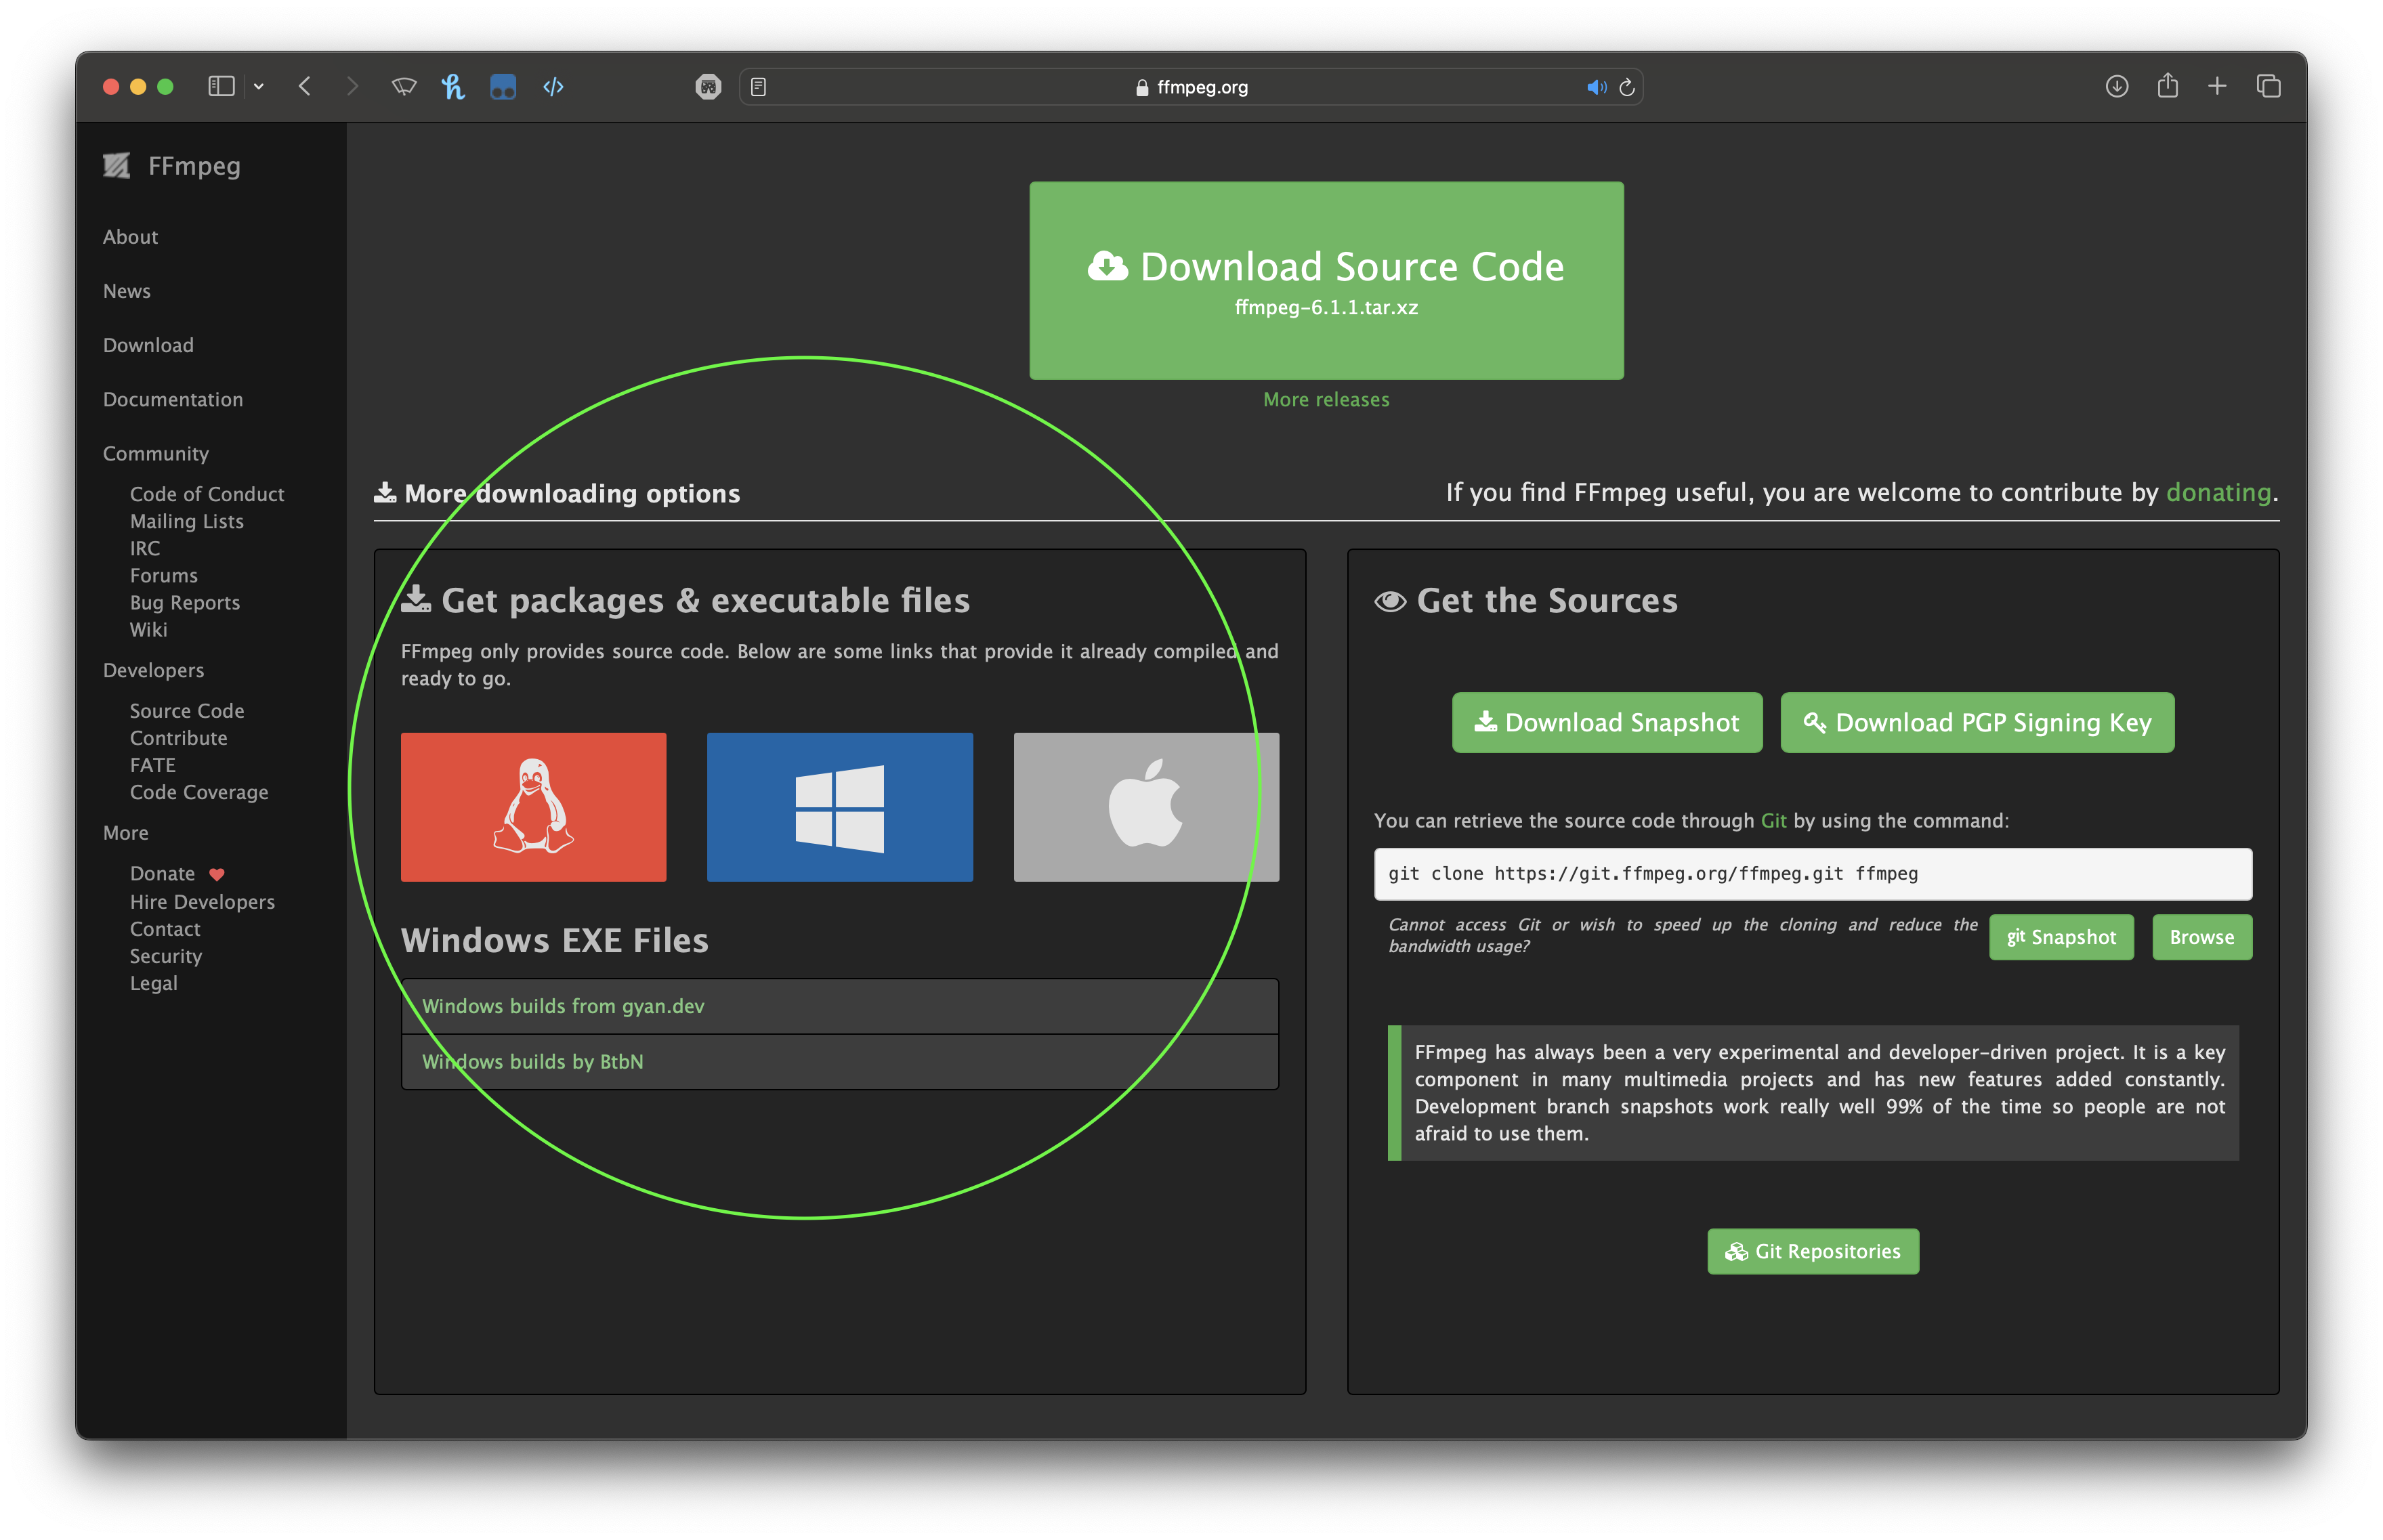 ffmpeg.org
FFmpeg
About
News
Download
Documentation
Community
Code of Conduct
Mailing Lists
IRC
Forums
Bug Reports
Wiki
Developers
Source Code
Contribute
FATE
Code Coverage
More
Donate
Hire Developers
Contact
Security
Legal
Download Source Code
ffmpeg-6.1.1.tar.xz
More releases
More downloading options
If you find FFmpeg useful, you are welcome to contribute by donating.
Get packages & executable files
FFmpeg only provides source code. Below are some links that provide it already compiled and
ready to go.
Windows EXE Files
Windows builds from gyan.dev
Windows builds by BtbN
Get the Sources
Download Snapshot
Download PGP Signing Key
You can retrieve the source code through Git by using the command:
git clone https://git.ffmpeg.org/ffmpeg.git ffmpeg
Cannot access Git or wish to speed up the cloning and reduce the
bandwidth usage?
git Snapshot
Browse
FFmpeg has always been a very experimental and developer-driven project. It is a key
component in many multimedia projects and has new features added constantly.
Development branch snapshots work really well 99% of the time so people are not
afraid to use them.
Git Repositories